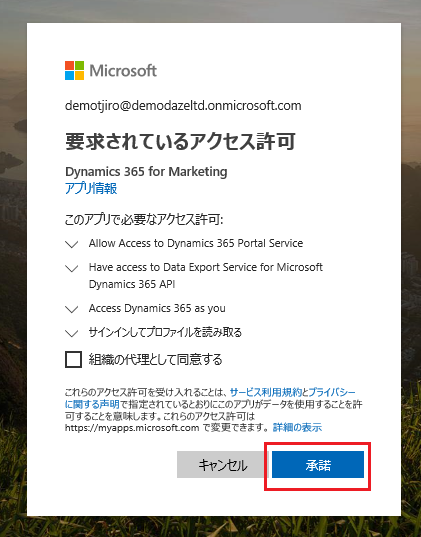 Microsoft
demotjiro@demodazeltd.onmicrosoft.com
要求されているアクセス許可
Dynamics 365 for Marketing
アプリ情報
このアプリで必要なアクセス許可:
Allow Access to Dynamics 365 Portal Service
Have access to Data Export Service for Microsoft
Dynamics 365 API
Access Dynamics 365 as you
サインインしてプロファイルを読み取る
組織の代理として同意する
これらのアクセス許可を受け入れることは、サービス利用規約とプライバシー
に関する声明で指定されているとおりにこのアプリがデータを使用することを許
可することを意味します。これらのアクセス許可は
https://myapps.microsoft.com で変更できます。詳細の表示
キャンセル
承諾